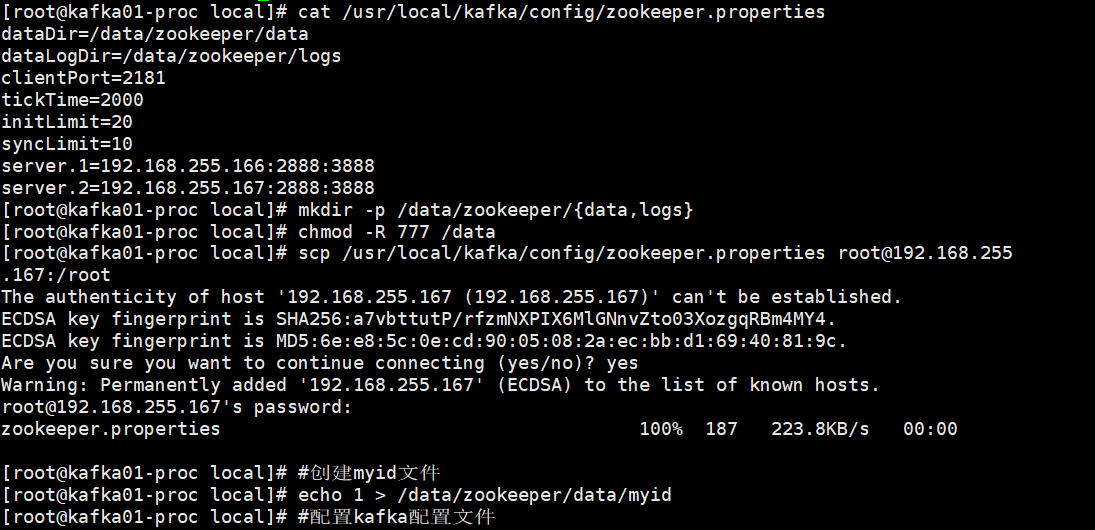 [root@kafka01-proc local]# cat /usr/local/kafka/config/zookeeper.properties
dataDir=/data/zookeeper/data
dataLogDir=/data/zookeeper/logs
clientPort=2181
tickTime=2000
initLimit=20
syncLimit=10
server.1=192.168.255.166:2888:3888
server.2=192.168.255.167:2888:3888
[root@kafka01-proc local]# mkdir -p /data/zookeeper/{data,logs}
[root@kafka01-proc local]# chmod -R 777 /data
[root@kafka01-proc local]# scp /usr/local/kafka/config/zookeeper.properties root@192.168.255
.167:/root
The authenticity of host '192.168.255.167 (192.168.255.167)' can't be established.
ECDSA key fingerprint is SHA256:a7vbttutP/rfzmNXPIX6MlGNnvZto03XozgqRBm4MY4.
ECDSA key fingerprint is MD5:6e:e8:5c:0e:cd:90:05:08:2a:ec:bb:d1:69:40:81:9c.
Are you sure you want to continue connecting (yes/no)? yes
Warning: Permanently added '192.168.255.167' (ECDSA) to the list of known hosts.
root@192.168.255.167's password:
zookeeper.properties 100% 187 223.8KB/s 00:00
[root@kafka01-proc local]# #创建myid文件
[root@kafka01-proc local]# echo 1 > /data/zookeeper/data/myid
[root@kafka01-proc local]# #配置kafka配置文件